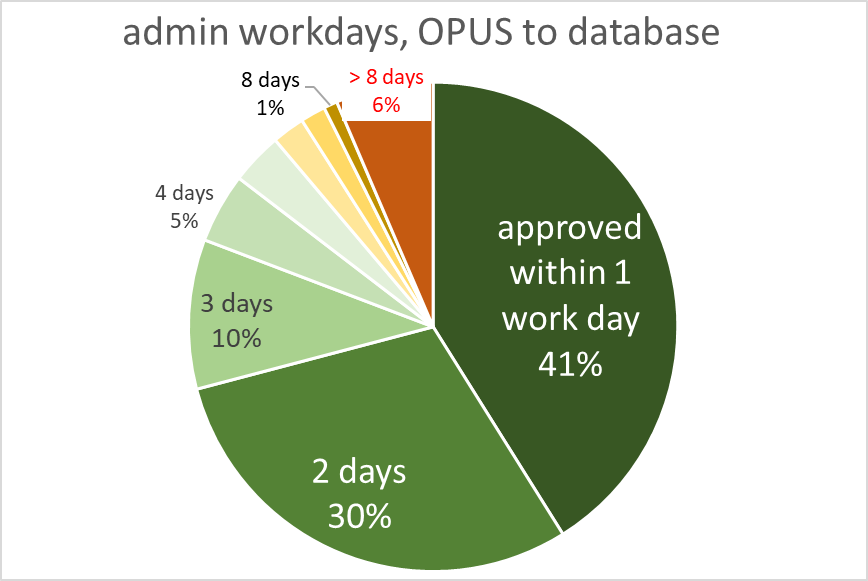 admin workdays, OPUS to database
8 days
1%
> 8 days
6%
4 days
5%
approved
within 1
work day
41%
3 days
10%
2 days
30%